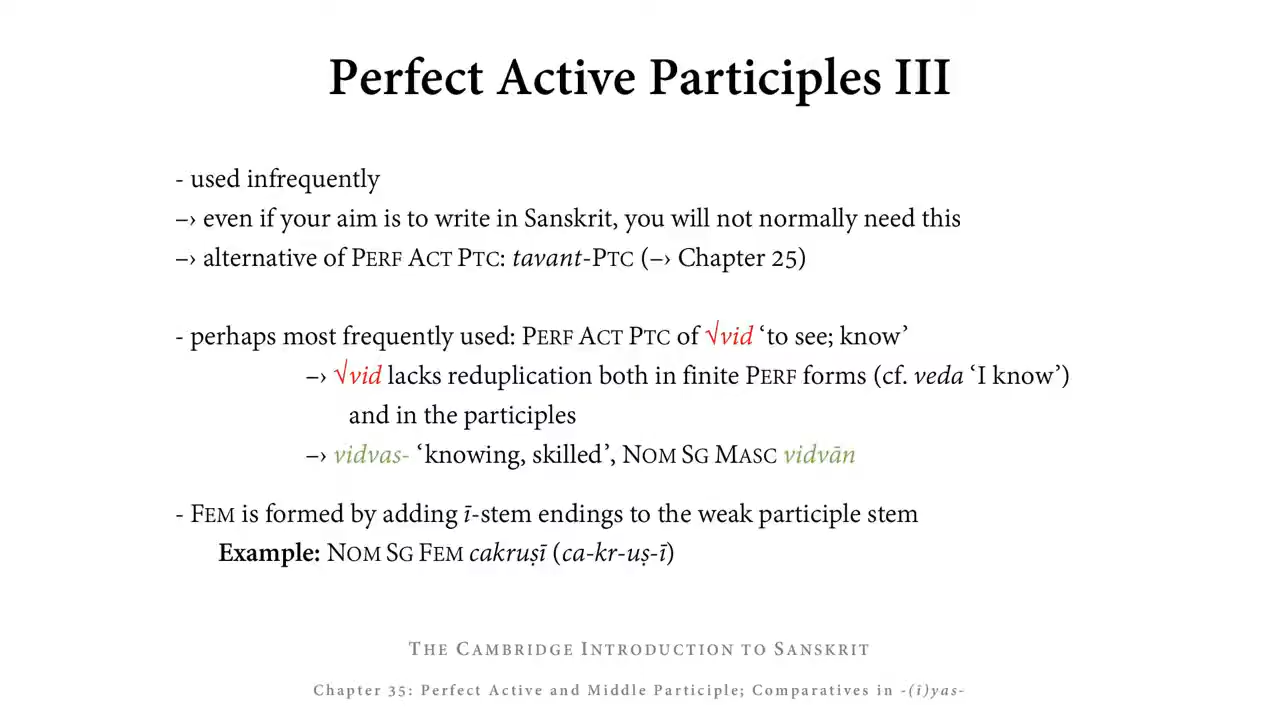 Perfect Active Participles III
- used infrequently
–› even if your aim is to write in Sanskrit, you will not normally need this
–› alternative of PERF ACT PTC: tavant-PTC (–› Chapter 25)
- perhaps most frequently used: PERF ACT PTC of √vid ‘to see; know’
–› √vid lacks reduplication both in finite PERF forms (cf. veda ‘I know’)
and in the participles
–› vidvas- ‘knowing, skilled’, NOM SG MASC vidvān
- FEM is formed by adding ī-stem endings to the weak participle stem
Example: NOM SG FEM cakruṣī (ca-kr-uṣ-ī)
THE CAMBRIDGE INTRODUCTION TO SANSKRIT
Chapter 35: Perfect Active and Middle Participle; Comparatives in -(ī)yas-